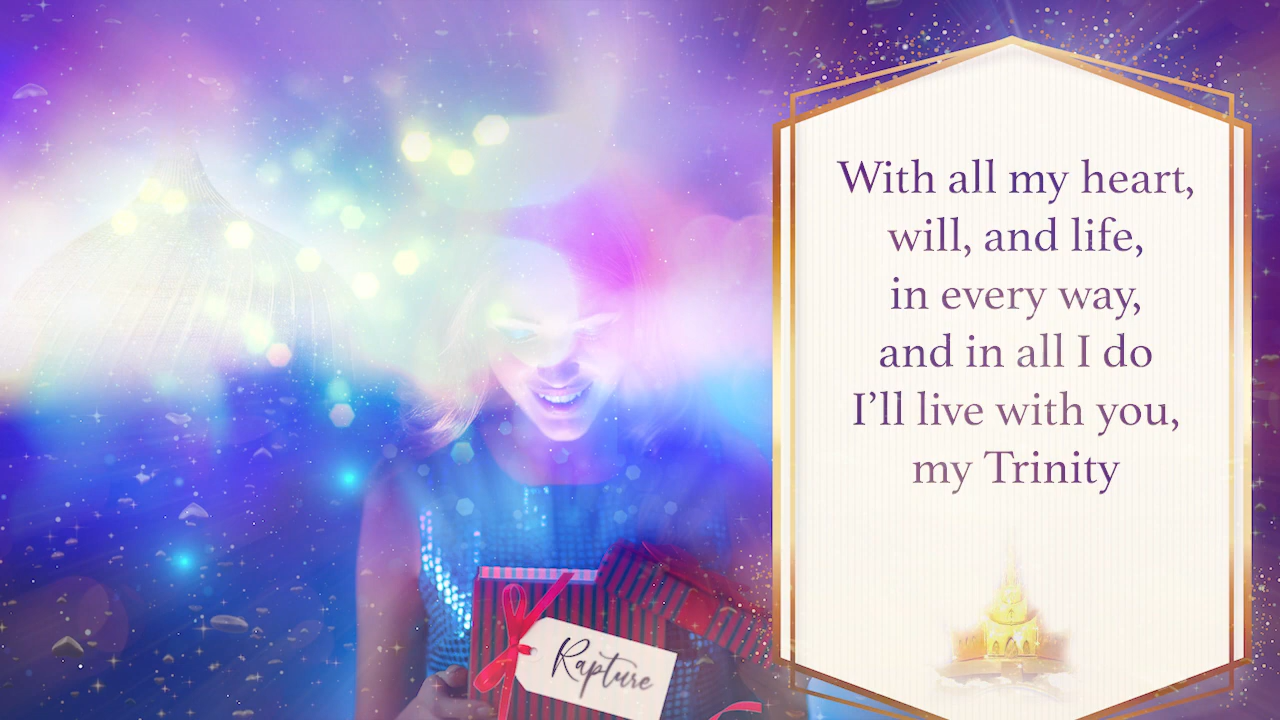 With all my heart,
will, and life,
in every way,
and in all I do
I’ll live with you,
my Trinity
Rapture